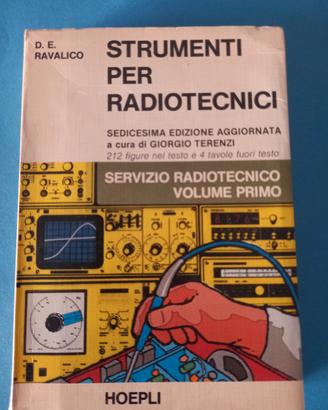 D. E.
RAVALICO
STRUMENTI
PER
RADIOTECNICI
SEDICESIMA EDIZIONE AGGIORNATA
a cura di GIORGIO TERENZI
212 figure nel testo e 4 tavole fuori testo
SERVIZIO RADIOTECNICO
VOLUME PRIMO
HOEPLI